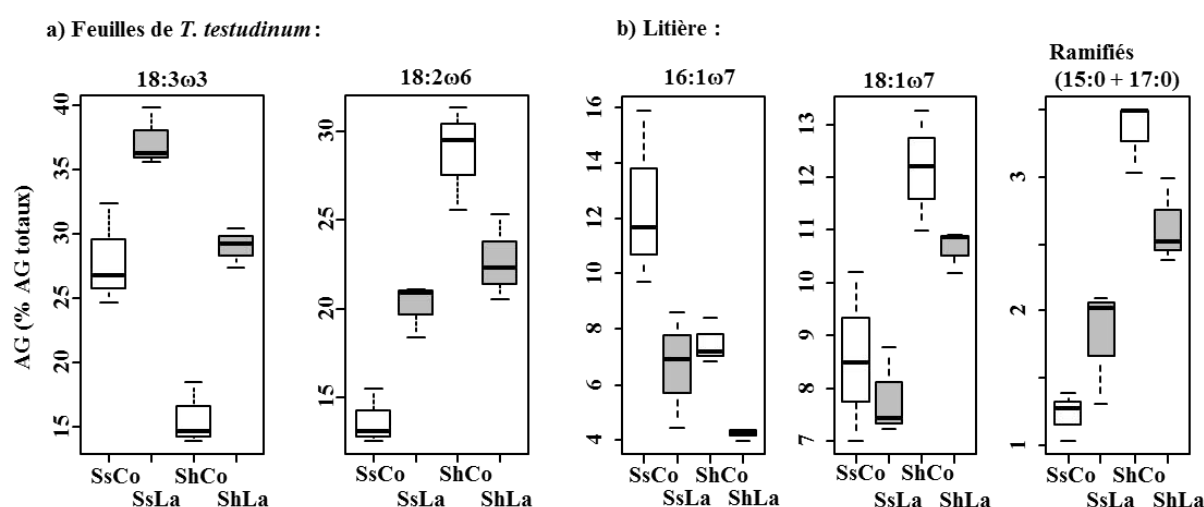 a) Feuilles de T. testudinum :
b) Litière :
18:3ω3
18:2ω6
16:1ω7
18:1ω7
Ramifiés
(15:0 + 17:0)
AG (% AG totaux)
40
35
30
25
20
15
30
25
20
15
16
14
12
10
8
6
4
13
12
11
10
9
8
7
3
2
1
SsCo
SsLa
ShCo
ShLa
SsCo
SsLa
ShCo
ShLa
SsCo
SsLa
ShCo
ShLa
SsCo
SsLa
ShCo
ShLa
SsCo
SsLa
ShCo
ShLa